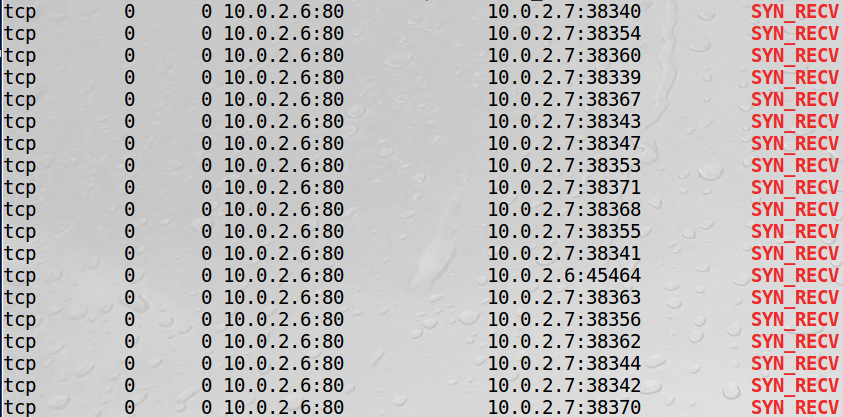 tcp 0 0 10.0.2.6:80 10.0.2.7:38340 SYN_RECV
tcp 0 0 10.0.2.6:80 10.0.2.7:38354 SYN_RECV
tcp 0 0 10.0.2.6:80 10.0.2.7:38360 SYN_RECV
tcp 0 0 10.0.2.6:80 10.0.2.7:38339 SYN_RECV
tcp 0 0 10.0.2.6:80 10.0.2.7:38367 SYN_RECV
tcp 0 0 10.0.2.6:80 10.0.2.7:38343 SYN_RECV
tcp 0 0 10.0.2.6:80 10.0.2.7:38347 SYN_RECV
tcp 0 0 10.0.2.6:80 10.0.2.7:38353 SYN_RECV
tcp 0 0 10.0.2.6:80 10.0.2.7:38371 SYN_RECV
tcp 0 0 10.0.2.6:80 10.0.2.7:38368 SYN_RECV
tcp 0 0 10.0.2.6:80 10.0.2.7:38355 SYN_RECV
tcp 0 0 10.0.2.6:80 10.0.2.7:38341 SYN_RECV
tcp 0 0 10.0.2.6:80 10.0.2.6:45464 SYN_RECV
tcp 0 0 10.0.2.6:80 10.0.2.7:38363 SYN_RECV
tcp 0 0 10.0.2.6:80 10.0.2.7:38356 SYN_RECV
tcp 0 0 10.0.2.6:80 10.0.2.7:38362 SYN_RECV
tcp 0 0 10.0.2.6:80 10.0.2.7:38344 SYN_RECV
tcp 0 0 10.0.2.6:80 10.0.2.7:38342 SYN_RECV
tcp 0 0 10.0.2.6:80 10.0.2.7:38370 SYN_RECV